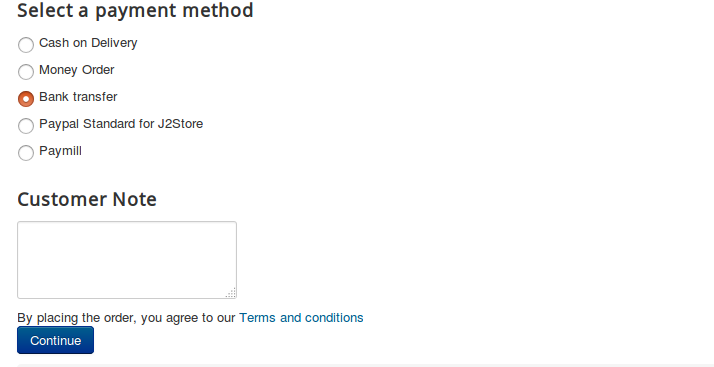 Select a payment method
Cash on Delivery
Money Order
Bank transfer
Paypal Standard for J2Store
Paymill
Customer Note
By placing the order, you agree to our Terms and conditions
Continue